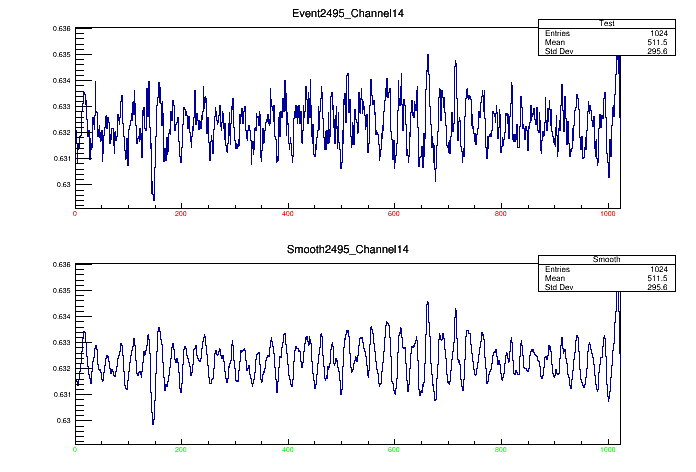 Event2495_Channel14
Test
Entries 1024
Mean 511.5
Std Dev 295.6
0.636
0.635
0.634
0.633
0.632
0.631
0.63
0 200 400 600 800 1000
Smooth2495_Channel14
Smooth
Entries 1024
Mean 511.5
Std Dev 295.6
0.636
0.635
0.634
0.633
0.632
0.631
0.63
0 200 400 600 800 1000